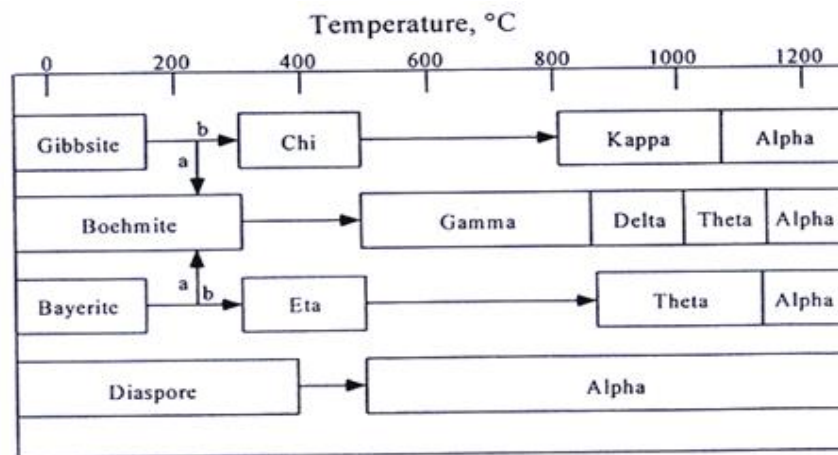 Temperature, °C
0 200 400 600 800 1000 1200
Gibbsite b Chi Kappa Alpha
a
Boehmite Gamma Delta Theta Alpha
a
Bayerite b Eta Theta Alpha
Diaspore Alpha